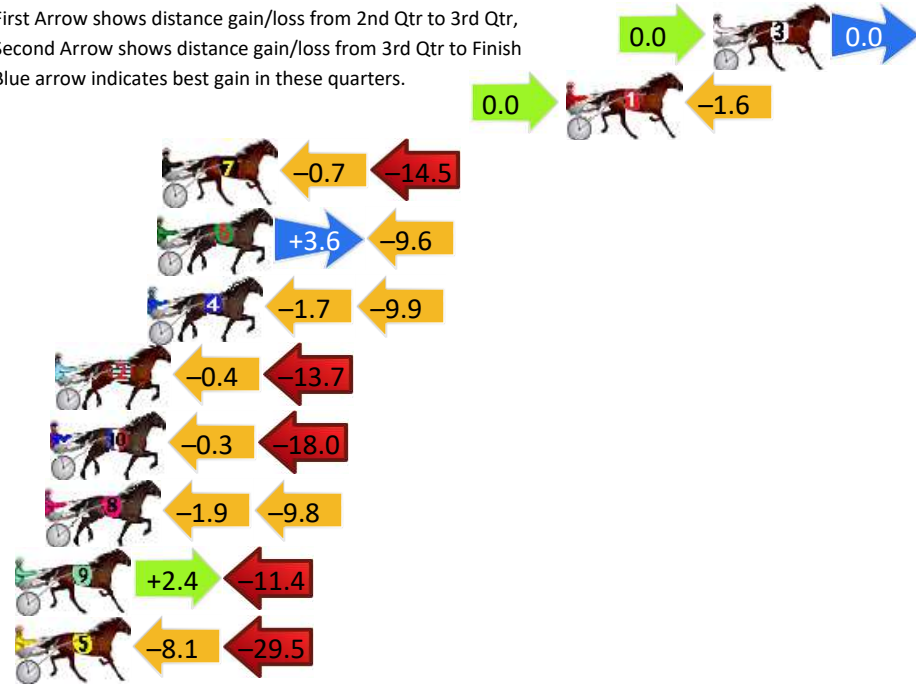 First Arrow shows distance gain/loss from 2nd Qtr to 3rd Qtr,
Second Arrow shows distance gain/loss from 3rd Qtr to Finish
Blue arrow indicates best gain in these quarters.
0.0 3 0.0
0.0 1 –1.6
7 –0.7 –14.5
6 +3.6 –9.6
4 –1.7 –9.9
2 –0.4 –13.7
10 –0.3 –18.0
8 –1.9 –9.8
9 +2.4 –11.4
5 –8.1 –29.5